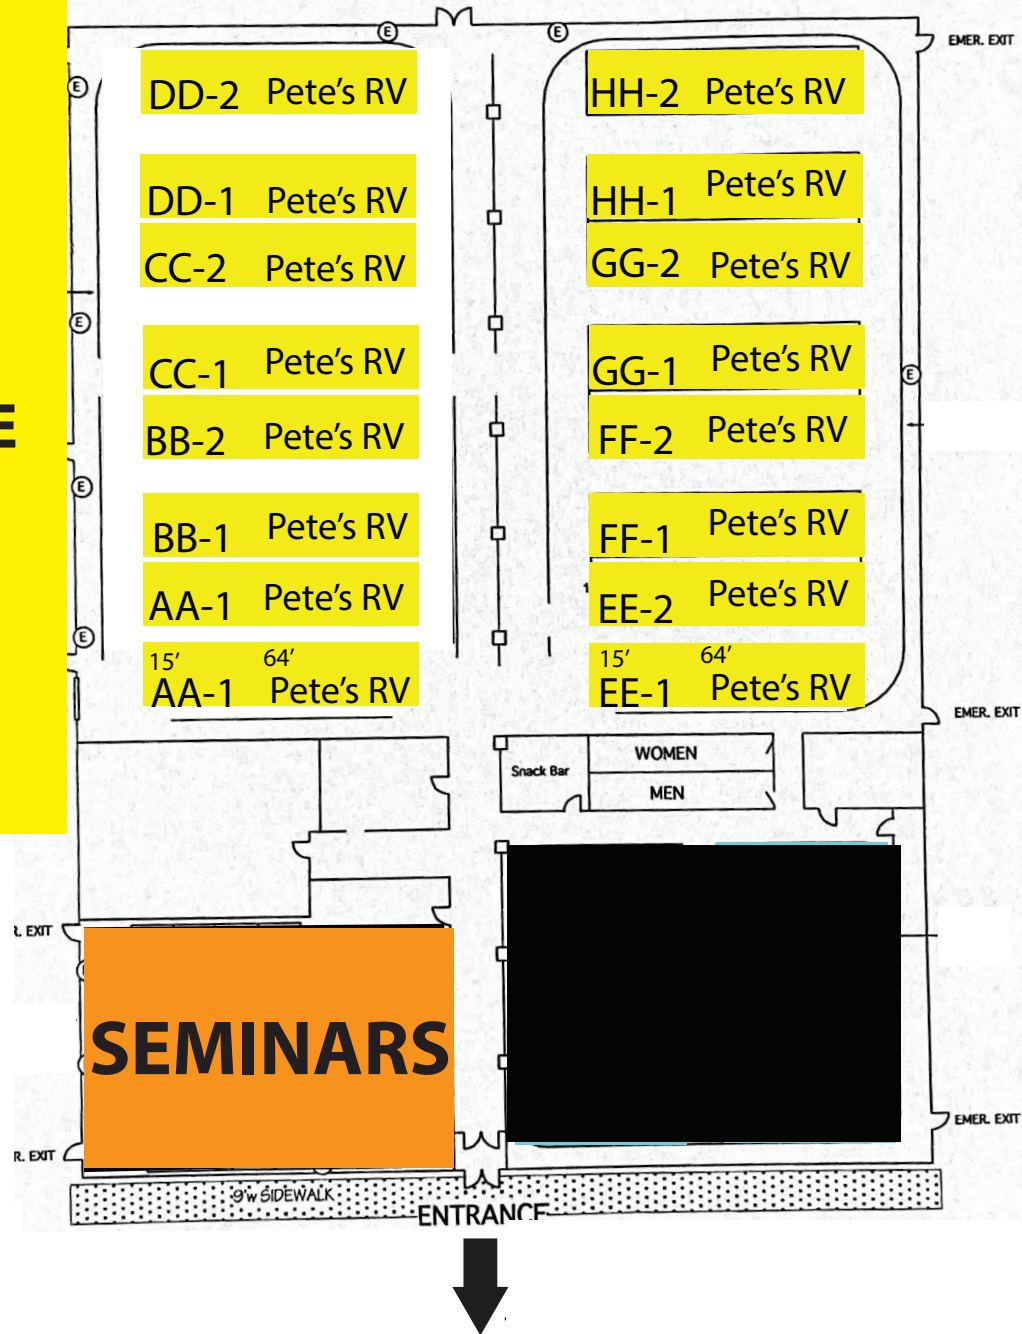 E E
EMER. EXIT
DD-2 Pete's RV
HH-2 Pete's RV
E
DD-1 Pete's RV
HH-1 Pete's RV
CC-2 Pete's RV
GG-2 Pete's RV
E
CC-1 Pete's RV
GG-1 Pete's RV
E
BB-2 Pete's RV
FF-2 Pete's RV
E
E
BB-1 Pete's RV
FF-1 Pete's RV
AA-1 Pete's RV
EE-2 Pete's RV
E
15' 64'
AA-1 Pete's RV
15' 64'
EE-1 Pete's RV
EMER. EXIT
Snack Bar
WOMEN
MEN
R. EXIT
SEMINARS
EMER. EXIT
R. EXIT
9'w SIDEWALK
ENTRANCE